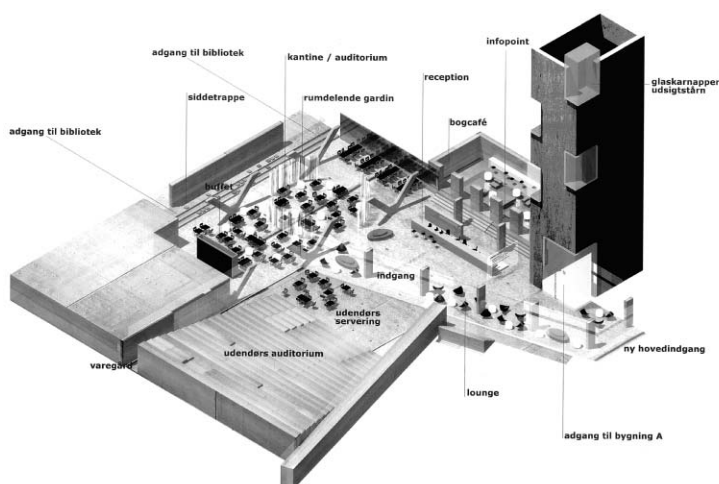 infopoint
adgang til bibliotek
kantine / auditorium
reception
glaskarnapper
udsigtstårn
siddetrappe
rumdelende gardin
bogcafé
adgang til bibliotek
buffet
indgang
udendørs
servering
udendørs auditorium
ny hovedindgang
varegård
lounge
adgang til bygning A